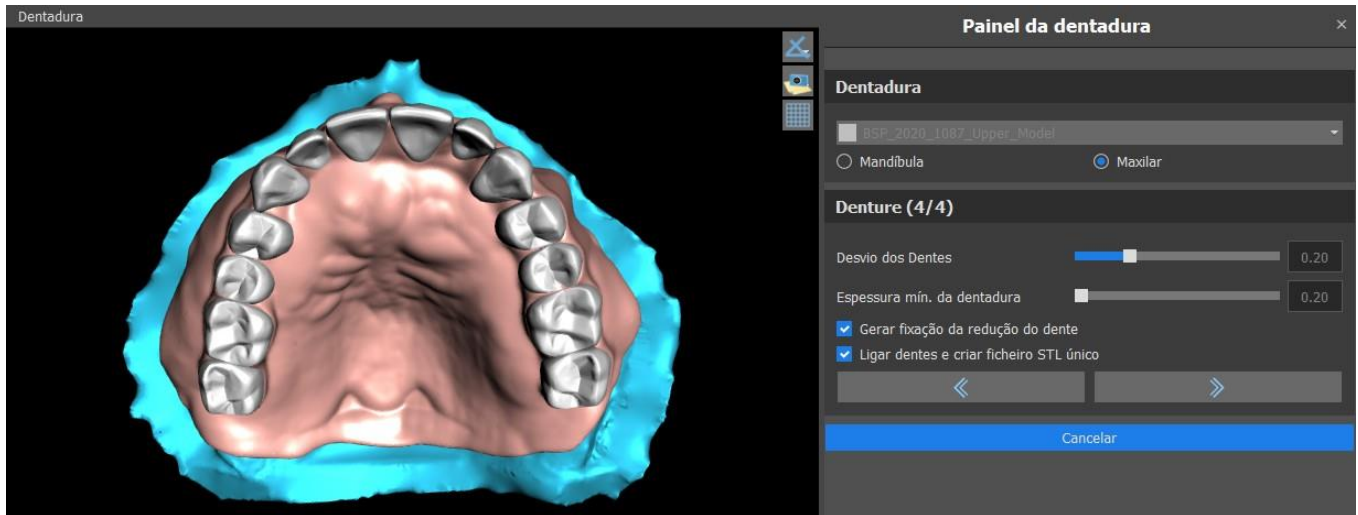 Dentadura
Painel da dentadura ×
Dentadura
BSP_2020_1087_Upper_Model
Mandíbula Maxilar
Denture (4/4)
Desvio dos Dentes 0.20
Espessura mín. da dentadura 0.20
Gerar fixação da redução do dente
Ligar dentes e criar ficheiro STL único
Cancelar